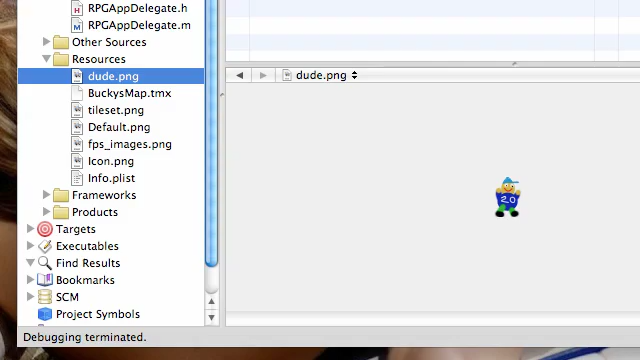 RPGAppDelegate.h
RPGAppDelegate.m
Other Sources
Resources
dude.png
BuckysMap.tmx
tileset.png
Default.png
fps_images.png
Icon.png
Info.plist
Frameworks
Products
Targets
Executables
Find Results
Bookmarks
SCM
Project Symbols
Debugging terminated.
dude.png
2.0